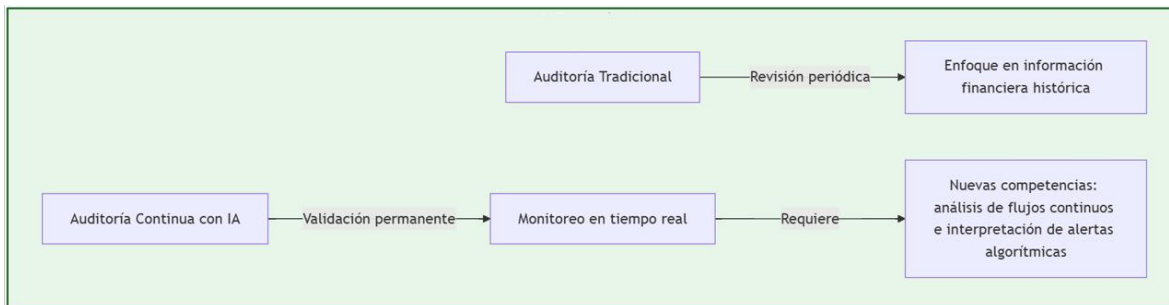 Auditoría Tradicional
Revisión periódica
Enfoque en información
financiera histórica
Auditoría Continua con IA
Validación permanente
Monitoreo en tiempo real
Requiere
Nuevas competencias:
análisis de flujos continuos
e interpretación de alertas
algorítmicas